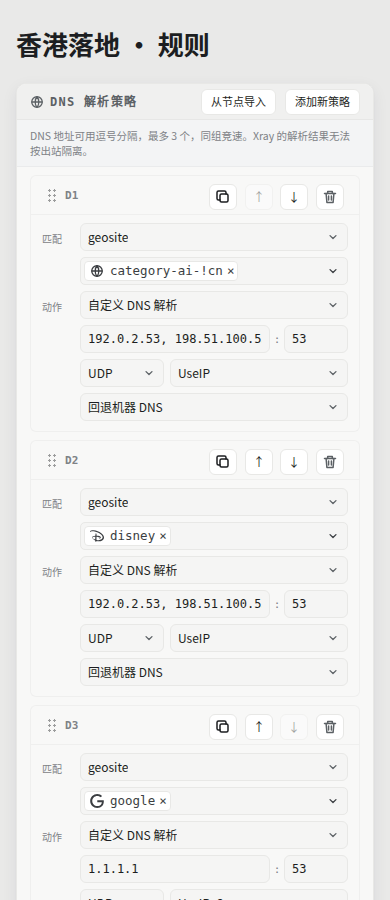 香港落地 · 规则
DNS 解析策略
从节点导入
添加新策略
DNS 地址可用逗号分隔，最多 3 个，同组竞速。Xray 的解析结果无法
按出站隔离。
D1
匹配
geosite
category-ai-!cn ×
动作
自定义 DNS 解析
192.0.2.53, 198.51.100.5 : 53
UDP
UseIP
回退机器 DNS
D2
匹配
geosite
disney ×
动作
自定义 DNS 解析
192.0.2.53, 198.51.100.5 : 53
UDP
UseIP
回退机器 DNS
D3
匹配
geosite
google ×
动作
自定义 DNS 解析
1.1.1.1 : 53